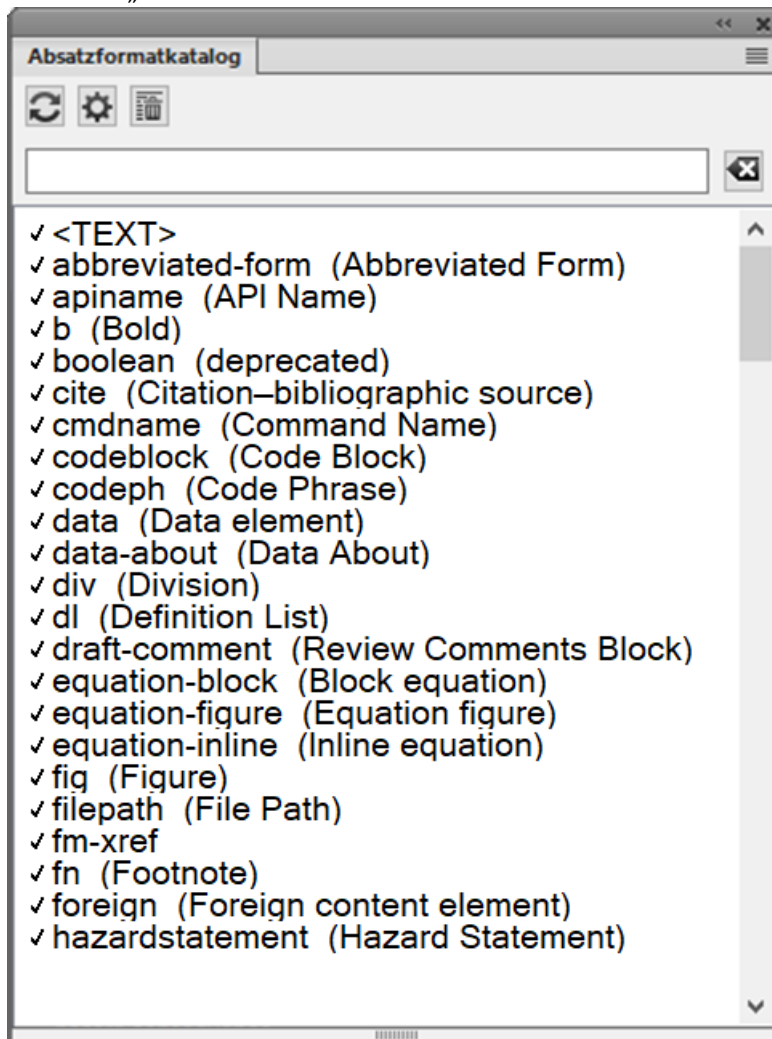 „
Absatzformatkatalog
<TEXT>
abbreviated-form (Abbreviated Form)
apiname (API Name)
b (Bold)
boolean (deprecated)
cite (Citation–bibliographic source)
cmdname (Command Name)
codeblock (Code Block)
codeph (Code Phrase)
data (Data element)
data-about (Data About)
div (Division)
dl (Definition List)
draft-comment (Review Comments Block)
equation-block (Block equation)
equation-figure (Equation figure)
equation-inline (Inline equation)
fig (Figure)
filepath (File Path)
fm-xref
fn (Footnote)
foreign (Foreign content element)
hazardstatement (Hazard Statement)